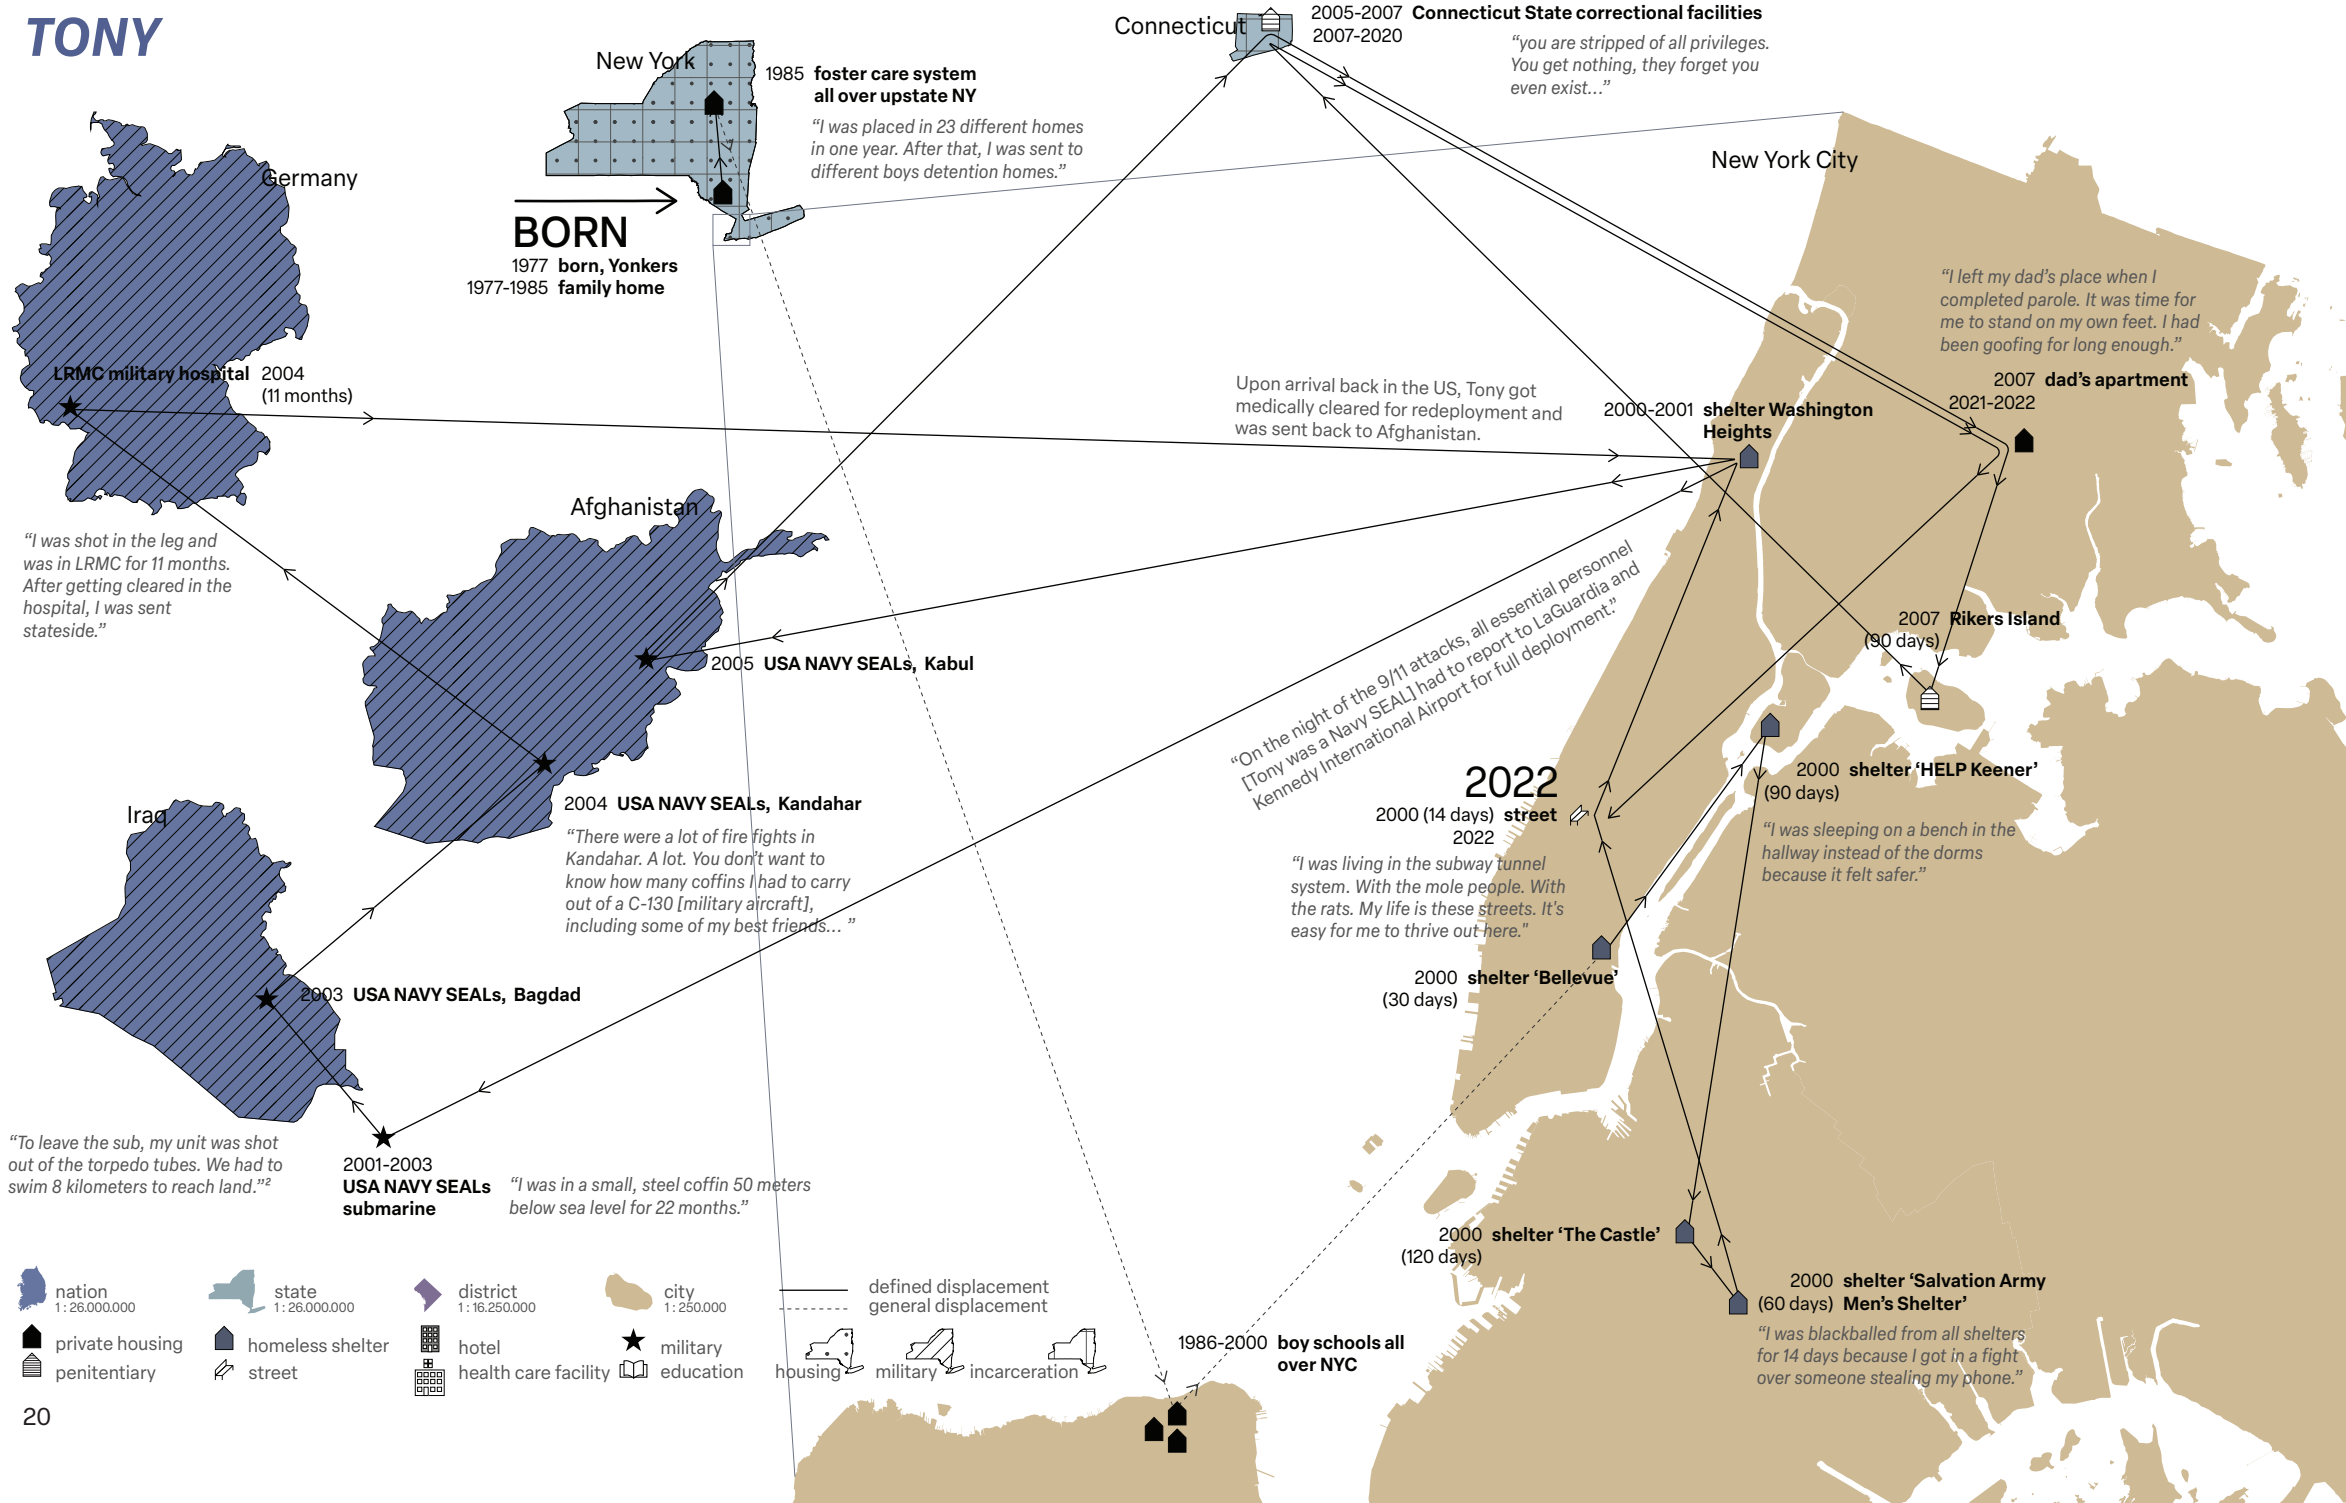 TONY
New York
1985 foster care system
all over upstate NY
“I was placed in 23 different homes
in one year. After that, I was sent to
different boys detention homes.”
BORN
1977 born, Yonkers
1977-1985 family home
Connecticut
2005-2007 Connecticut State correctional facilities
2007-2020
“you are stripped of all privileges.
You get nothing, they forget you
even exist...”
New York City
Germany
LRMC military hospital 2004
(11 months)
“I was shot in the leg and
was in LRMC for 11 months.
After getting cleared in the
hospital, I was sent
stateside.”
“I left my dad’s place when I
completed parole. It was time for
me to stand on my own feet. I had
been goofing for long enough.”
2007 dad’s apartment
2021-2022
Upon arrival back in the US, Tony got
medically cleared for redeployment and
was sent back to Afghanistan.
2000-2001 shelter Washington
Heights
Afghanistan
2005 USA NAVY SEALs, Kabul
“On the night of the 9/11 attacks, all essential personnel
[Tony was a Navy SEAL] had to report to LaGuardia and
Kennedy International Airport for full deployment.”
2007 Rikers Island
(90 days)
2004 USA NAVY SEALs, Kandahar
“There were a lot of fire fights in
Kandahar. A lot. You don’t want to
know how many coffins I had to carry
out of a C-130 [military aircraft],
including some of my best friends... ”
2022
2000 (14 days) street
2022
“I was living in the subway tunnel
system. With the mole people. With
the rats. My life is these streets. It's
easy for me to thrive out here.”
2000 shelter ‘HELP Keener’
(90 days)
“I was sleeping on a bench in the
hallway instead of the dorms
because it felt safer.”
2000 shelter ‘Bellevue’
(30 days)
Iraq
2003 USA NAVY SEALs, Bagdad
“To leave the sub, my unit was shot
out of the torpedo tubes. We had to
swim 8 kilometers to reach land.”²
2001-2003
USA NAVY SEALs
submarine
“I was in a small, steel coffin 50 meters
below sea level for 22 months.”
2000 shelter ‘The Castle’
(120 days)
2000 shelter ‘Salvation Army
(60 days) Men’s Shelter’
“I was blackballed from all shelters
for 14 days because I got in a fight
over someone stealing my phone.”
1986-2000 boy schools all
over NYC
nation
1 : 26.000.000
state
1 : 26.000.000
district
1 : 16.250.000
city
1 : 250.000
defined displacement
general displacement
private housing
homeless shelter
hotel
military
penitentiary
street
health care facility
education
housing
military
incarceration
20